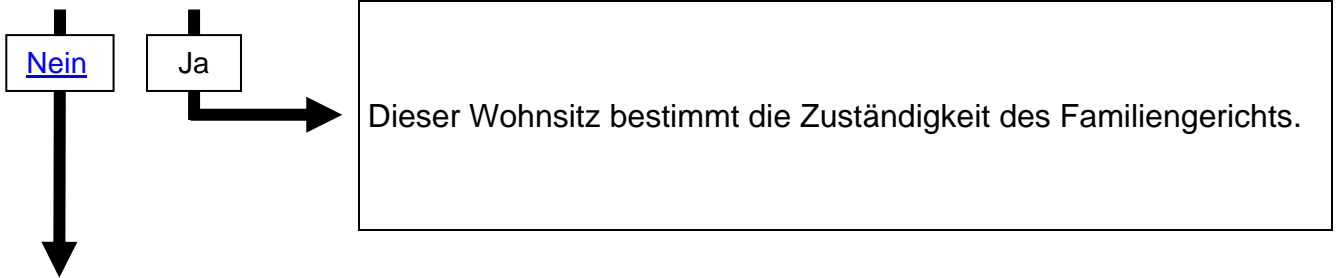 Nein
Ja
Dieser Wohnsitz bestimmt die Zuständigkeit des Familiengerichts.